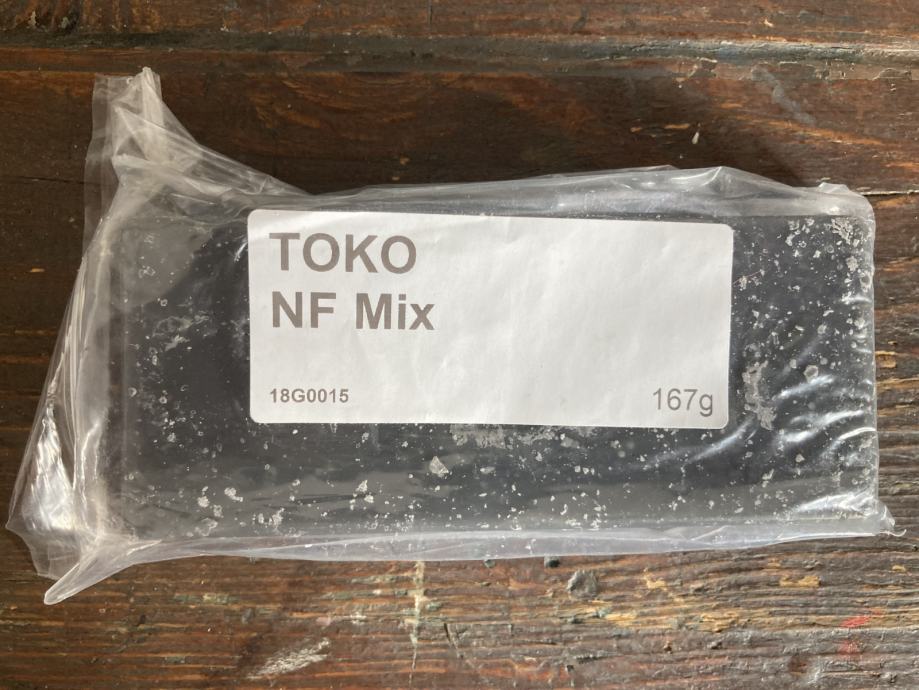 TOKO
NF Mix
18G0015
167g